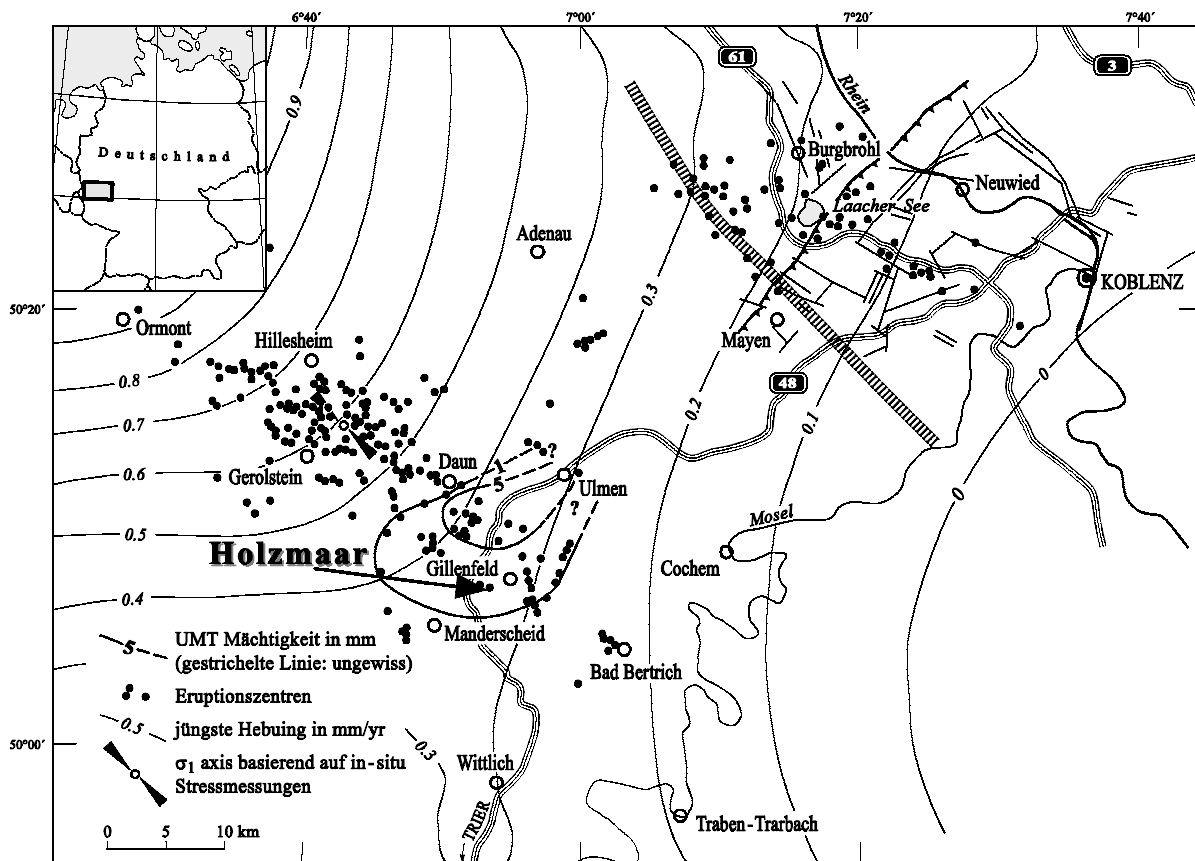 6°40′
7°00′
7°20′
7°40′
61
3
Rhein
0.9
Deutschland
Burgbrohl
Neuwied
Laacher See
Adenau
KOBLENZ
0.3
50°20′
Ormont
Hillesheim
Mayen
0.8
48
0
0.2
0.1
0.7
Gerolstein
Daun
1
?
5
0.6
Ulmen
?
0
0.5
Mosel
Holzmaar
Gillenfeld
Cochem
0.4
Manderscheid
5
UMT Mächtigkeit in mm
(gestrichelte Linie: ungewiss)
Bad Bertrich
Eruptionszentren
0.5
jüngste Hebuing in mm/yr
0.3
50°00′
σ1 axis basierend auf in-situ
Stressmessungen
Wittlich
TRIER
Traben-Trarbach
0
5
10 km